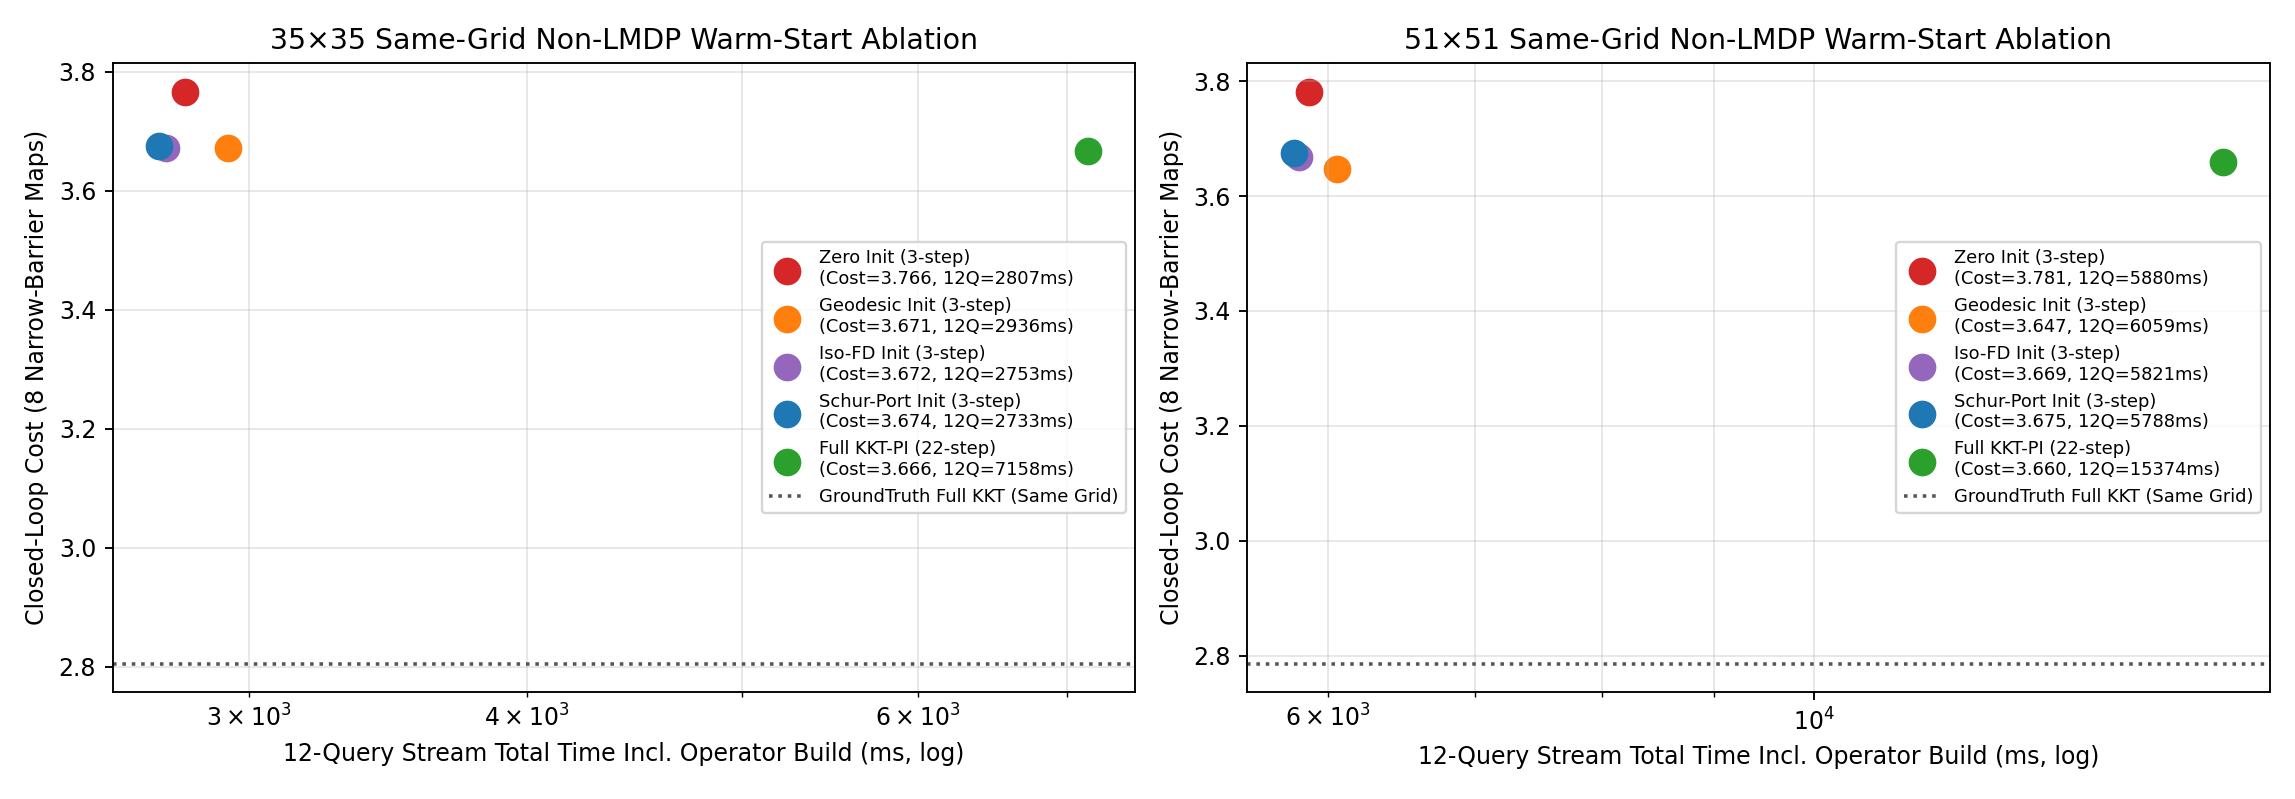 35×35 Same-Grid Non-LMDP Warm-Start Ablation
Closed-Loop Cost (8 Narrow-Barrier Maps)
3.8
3.6
3.4
3.2
3.0
2.8
Zero Init (3-step)
(Cost=3.766, 12Q=2807ms)
Geodesic Init (3-step)
(Cost=3.671, 12Q=2936ms)
Iso-FD Init (3-step)
(Cost=3.672, 12Q=2753ms)
Schur-Port Init (3-step)
(Cost=3.674, 12Q=2733ms)
Full KKT-PI (22-step)
(Cost=3.666, 12Q=7158ms)
GroundTruth Full KKT (Same Grid)
3 × 10³
4 × 10³
6 × 10³
12-Query Stream Total Time Incl. Operator Build (ms, log)
51×51 Same-Grid Non-LMDP Warm-Start Ablation
Closed-Loop Cost (8 Narrow-Barrier Maps)
3.8
3.6
3.4
3.2
3.0
2.8
Zero Init (3-step)
(Cost=3.781, 12Q=5880ms)
Geodesic Init (3-step)
(Cost=3.647, 12Q=6059ms)
Iso-FD Init (3-step)
(Cost=3.669, 12Q=5821ms)
Schur-Port Init (3-step)
(Cost=3.675, 12Q=5788ms)
Full KKT-PI (22-step)
(Cost=3.660, 12Q=15374ms)
GroundTruth Full KKT (Same Grid)
6 × 10³
10⁴
12-Query Stream Total Time Incl. Operator Build (ms, log)